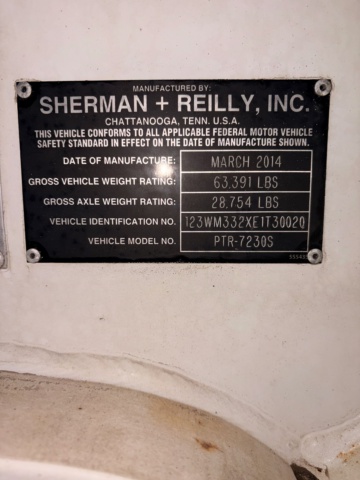 MANUFACTURED BY:
SHERMAN + REILLY, INC.
CHATTANOOGA, TENN. U.S.A.
THIS VEHICLE CONFORMS TO ALL APPLICABLE FEDERAL MOTOR VEHICLE
SAFETY STANDARD IN EFFECT ON THE DATE OF MANUFACTURE SHOWN.
DATE OF MANUFACTURE: MARCH 2014
GROSS VEHICLE WEIGHT RATING: 63,391 LBS
GROSS AXLE WEIGHT RATING: 28,754 LBS
VEHICLE IDENTIFICATION NO. 123WM332XE1T30020
VEHICLE MODEL NO. PTR-7230S